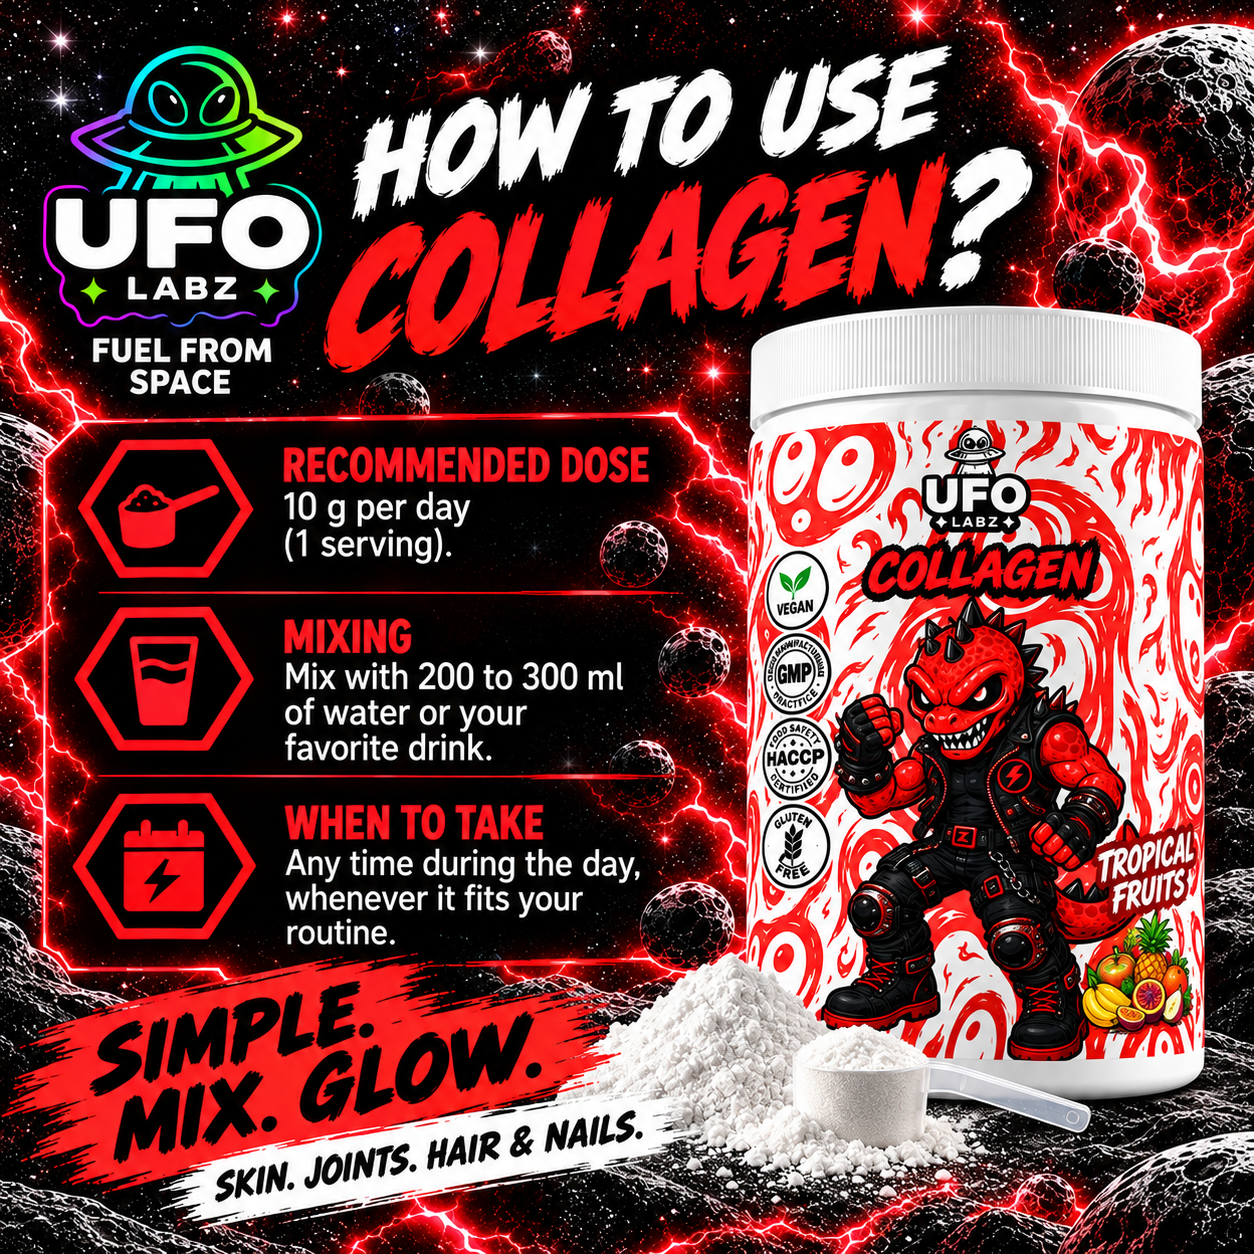 UFO
LABZ
FUEL FROM
SPACE
HOW TO USE
COLLAGEN?
RECOMMENDED DOSE
10 g per day
(1 serving).
MIXING
Mix with 200 to 300 ml
of water or your
favorite drink.
WHEN TO TAKE
Any time during the day,
whenever it fits your
routine.
SIMPLE.
MIX. GLOW.
SKIN. JOINTS. HAIR & NAILS.
UFO
LABZ
COLLAGEN
VEGAN
GOOD MANUFACTURING
GMP
PRACTICE
FOOD SAFETY
HACCP
CERTIFIED
GLUTEN
FREE
Z
TROPICAL
FRUITS